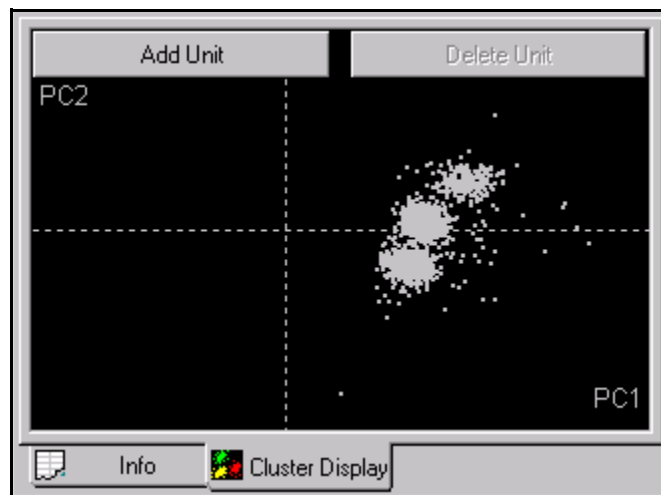 Add Unit
Delete Unit
PC2
PC1
Info
Cluster Display